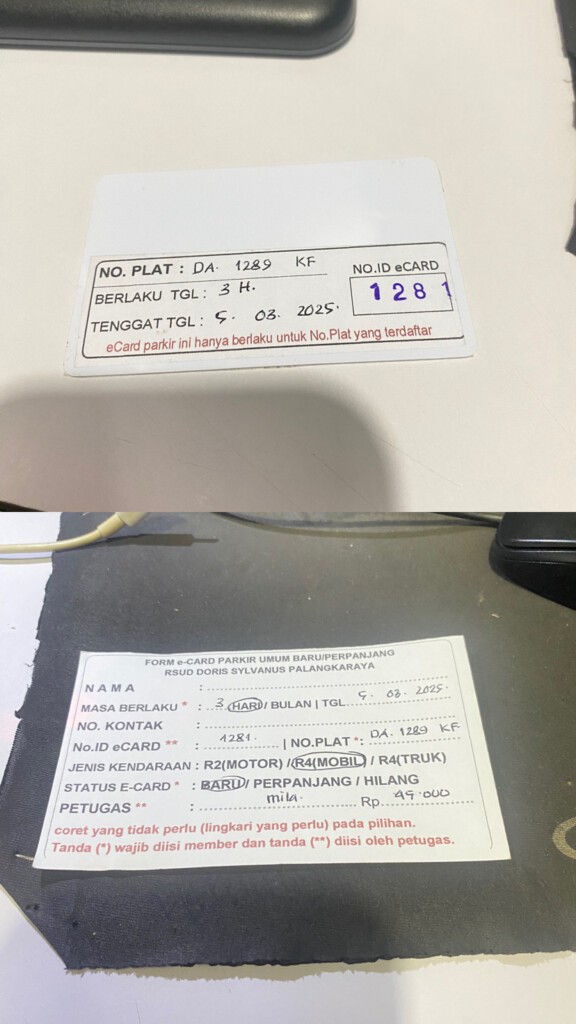 NO. PLAT : DA. 1289 KF
BERLAKU TGL : 3 H.
TENGGAT TGL : 5. 03. 2025.
NO.ID eCARD
1281
eCard parkir ini hanya berlaku untuk No.Plat yang terdaftar
FORM e-CARD PARKIR UMUM BARU/PERPANJANG
RSUD DORIS SYLVANUS PALANGKARAYA
NAMA :
MASA BERLAKU * : 3 HARI/ BULAN | TGL 5. 03. 2025.
NO. KONTAK :
No.ID eCARD ** : 1281. | NO.PLAT *: DA. 1289 KF
JENIS KENDARAAN : R2(MOTOR) /R4(MOBIL) / R4(TRUK)
STATUS E-CARD * : BARU/ PERPANJANG / HILANG
PETUGAS ** : mila. Rp. 49.000
coret yang tidak perlu (lingkari yang perlu) pada pilihan.
Tanda (*) wajib diisi member dan tanda (**) diisi oleh petugas.